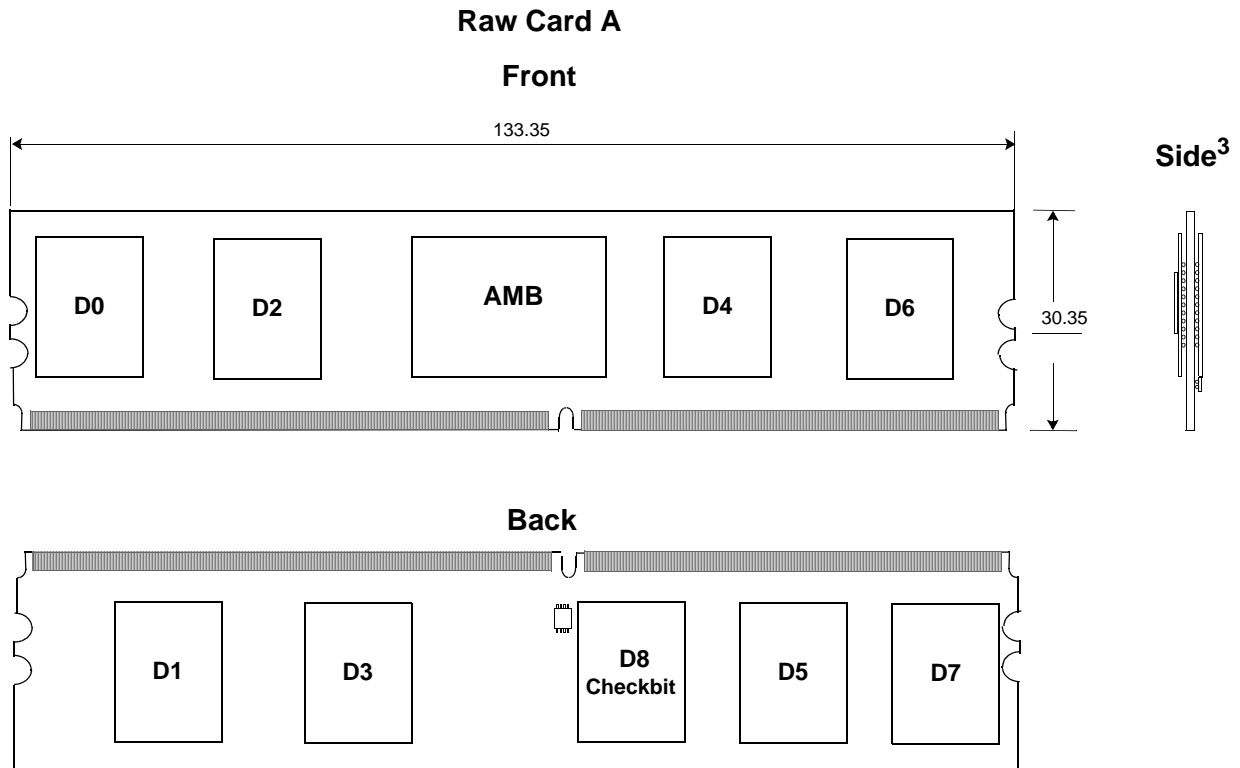 Raw Card A
Front
133.35
Side3
D0
D2
AMB
D4
D6
30.35
Back
D1
D3
D8
Checkbit
D5
D7